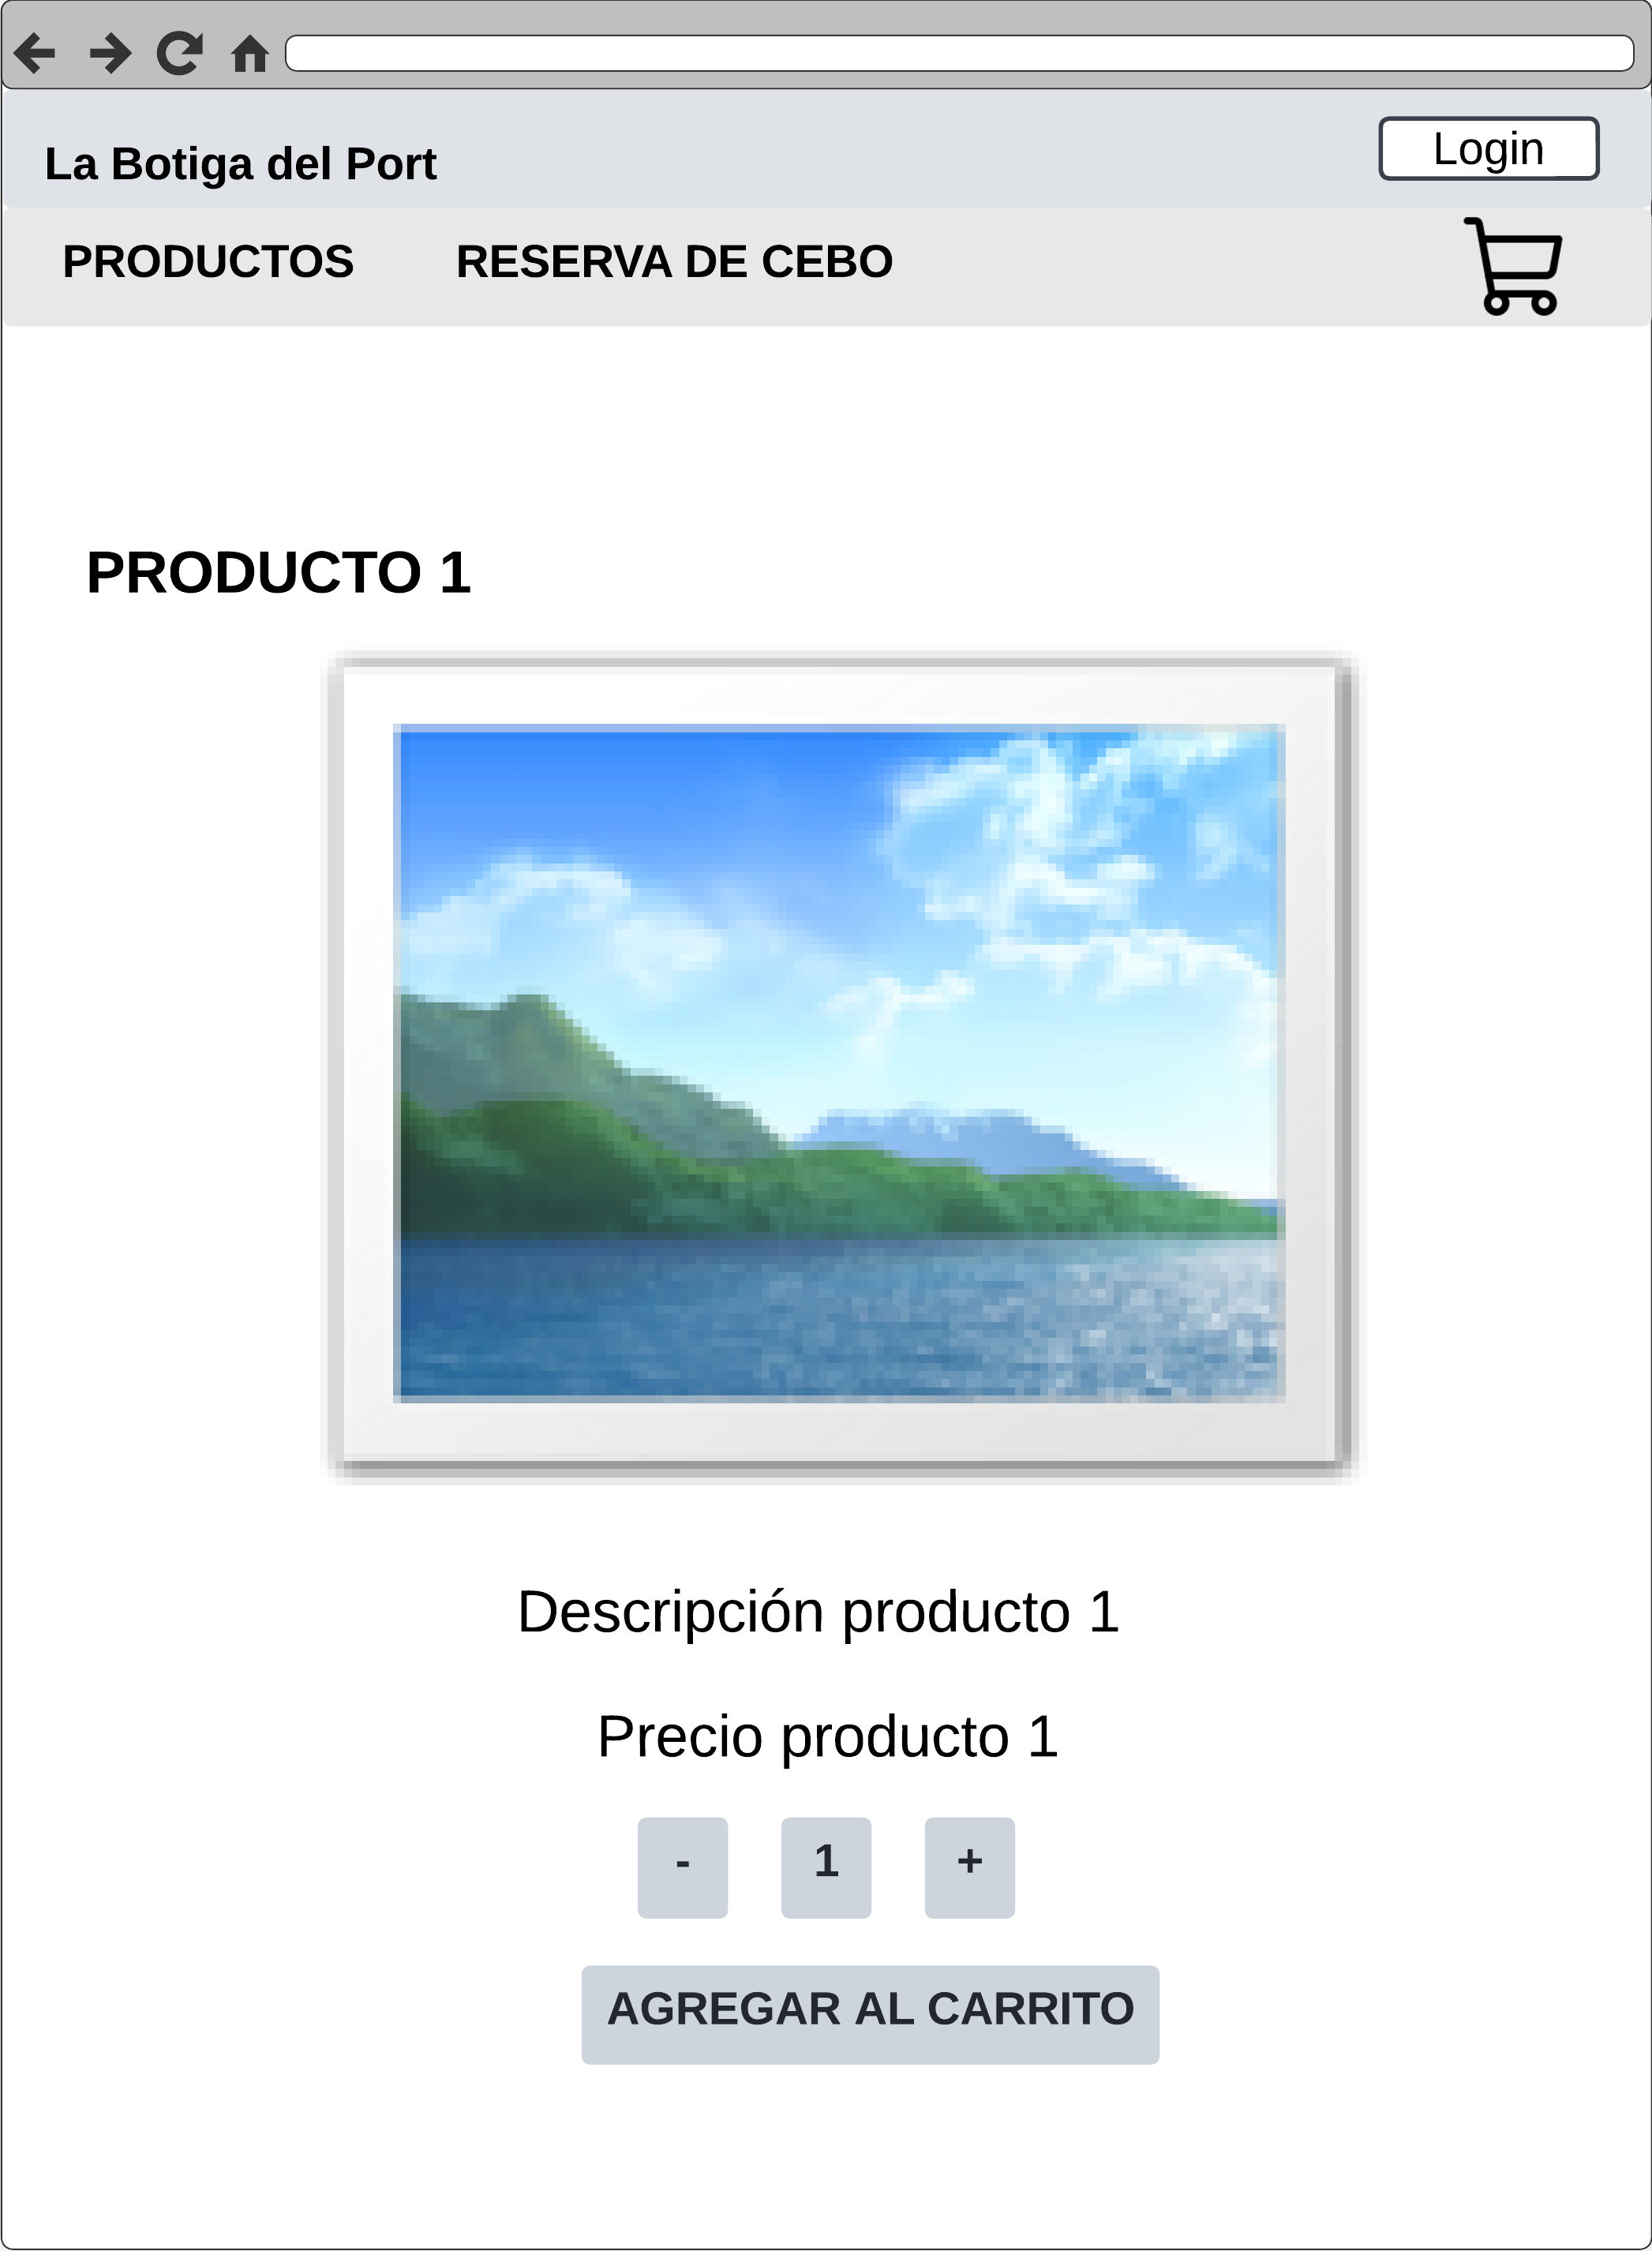 La Botiga del Port
Login
PRODUCTOS RESERVA DE CEBO
PRODUCTO 1
Descripción producto 1
Precio producto 1
- 1 +
AGREGAR AL CARRITO